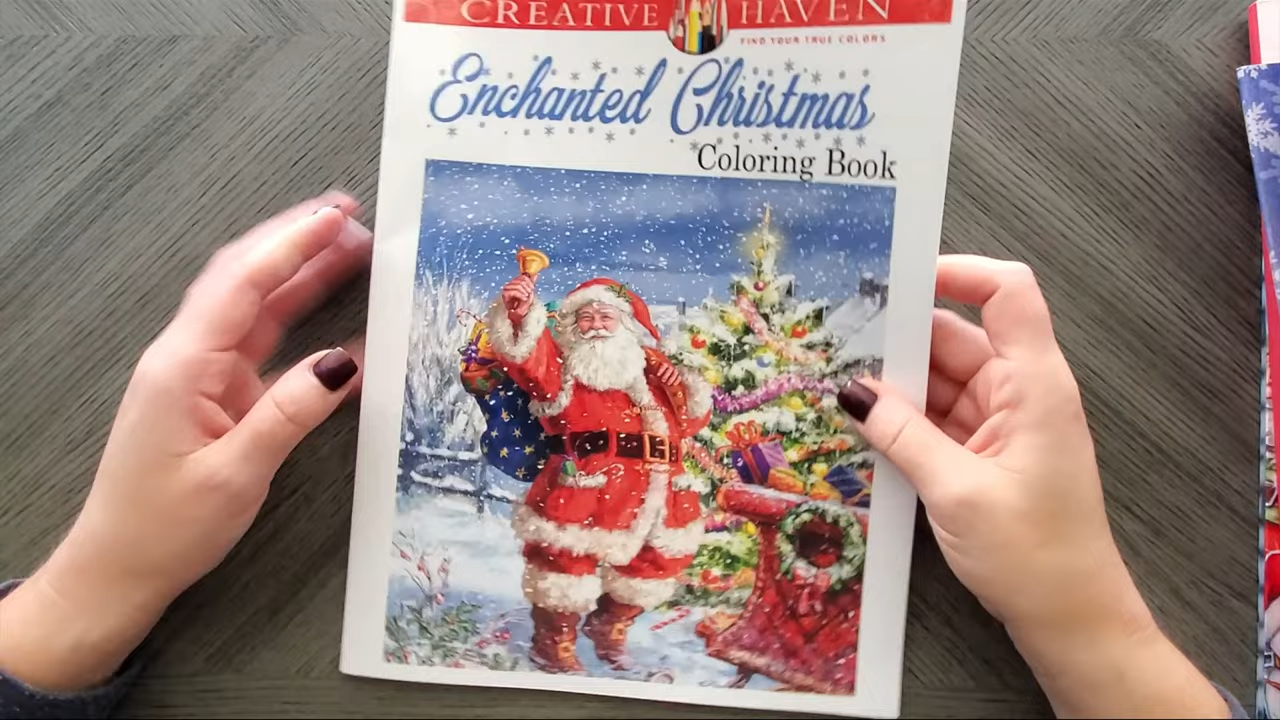 CREATIVE HAVEN
FIND YOUR TRUE COLORS
Enchanted Christmas
Coloring Book